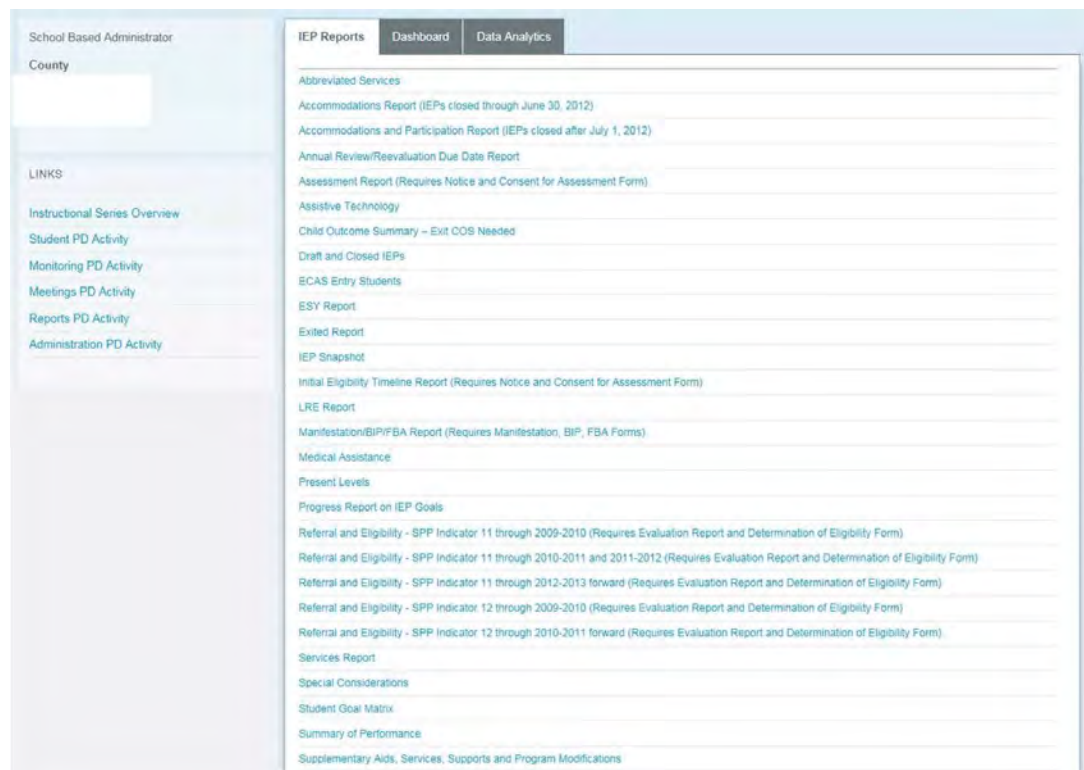 School Based Administrator
County
LINKS
Instructional Series Overview
Student PD Activity
Monitoring PD Activity
Meetings PD Activity
Reports PD Activity
Administration PD Activity
IEP Reports Dashboard Data Analytics
Abbreviated Services
Accommodations Report (IEPs closed through June 30, 2012)
Accommodations and Participation Report (IEPs closed after July 1, 2012)
Annual Review/Reevaluation Due Date Report
Assessment Report (Requires Notice and Consent for Assessment Form)
Assistive Technology
Child Outcome Summary – Exit COS Needed
Draft and Closed IEPs
ECAS Entry Students
ESY Report
Exited Report
IEP Snapshot
Initial Eligibility Timeline Report (Requires Notice and Consent for Assessment Form)
LRE Report
Manifestation/BIP/FBA Report (Requires Manifestation, BIP, FBA Forms)
Medical Assistance
Present Levels
Progress Report on IEP Goals
Referral and Eligibility - SPP Indicator 11 through 2009-2010 (Requires Evaluation Report and Determination of Eligibility Form)
Referral and Eligibility - SPP Indicator 11 through 2010-2011 and 2011-2012 (Requires Evaluation Report and Determination of Eligibility Form)
Referral and Eligibility - SPP Indicator 11 through 2012-2013 forward (Requires Evaluation Report and Determination of Eligibility Form)
Referral and Eligibility - SPP Indicator 12 through 2009-2010 (Requires Evaluation Report and Determination of Eligibility Form)
Referral and Eligibility - SPP Indicator 12 through 2010-2011 forward (Requires Evaluation Report and Determination of Eligibility Form)
Services Report
Special Considerations
Student Goal Matrix
Summary of Performance
Supplementary Aids, Services, Supports and Program Modifications